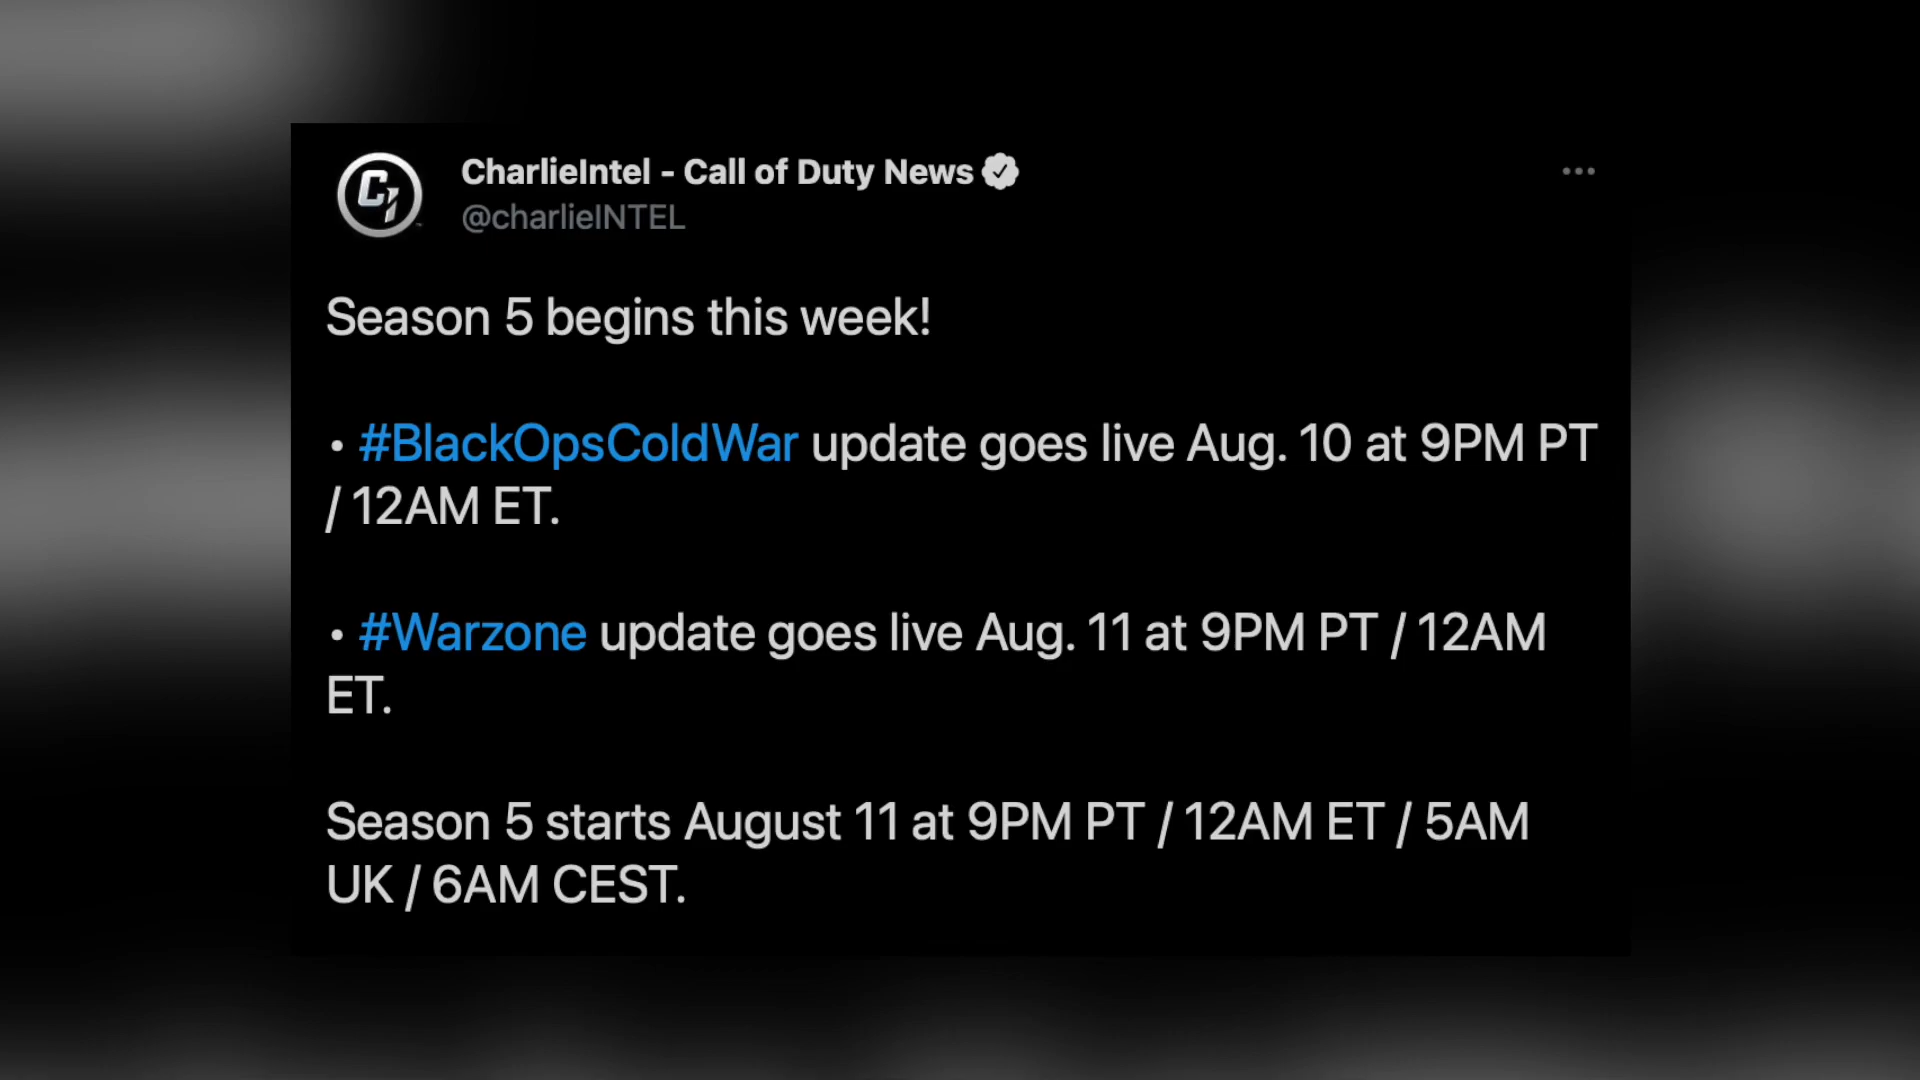 CharlieIntel - Call of Duty News
@charlieINTEL
Season 5 begins this week!
• #BlackOpsColdWar update goes live Aug. 10 at 9PM PT
/ 12AM ET.
• #Warzone update goes live Aug. 11 at 9PM PT / 12AM
ET.
Season 5 starts August 11 at 9PM PT / 12AM ET / 5AM
UK / 6AM CEST.